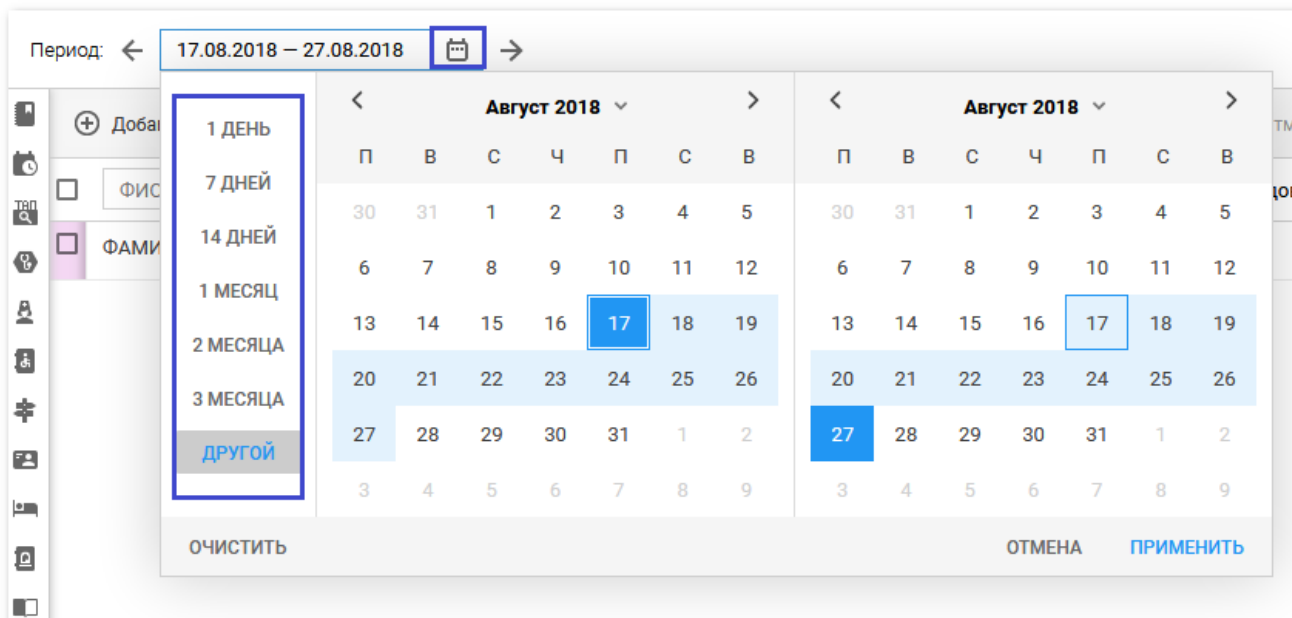 Период: 17.08.2018 — 27.08.2018
Август 2018 Август 2018
1 ДЕНЬ
П В С Ч П С В П В С Ч П С В
7 ДНЕЙ
30 31 1 2 3 4 5 30 31 1 2 3 4 5
14 ДНЕЙ
6 7 8 9 10 11 12 6 7 8 9 10 11 12
1 МЕСЯЦ
13 14 15 16 17 18 19 13 14 15 16 17 18 19
2 МЕСЯЦА
20 21 22 23 24 25 26 20 21 22 23 24 25 26
3 МЕСЯЦА
27 28 29 30 31 1 2 27 28 29 30 31 1 2
ДРУГОЙ
3 4 5 6 7 8 9 3 4 5 6 7 8 9
ОЧИСТИТЬ ОТМЕНА ПРИМЕНИТЬ
Доба
ТАП
ФИО
ФАМИ